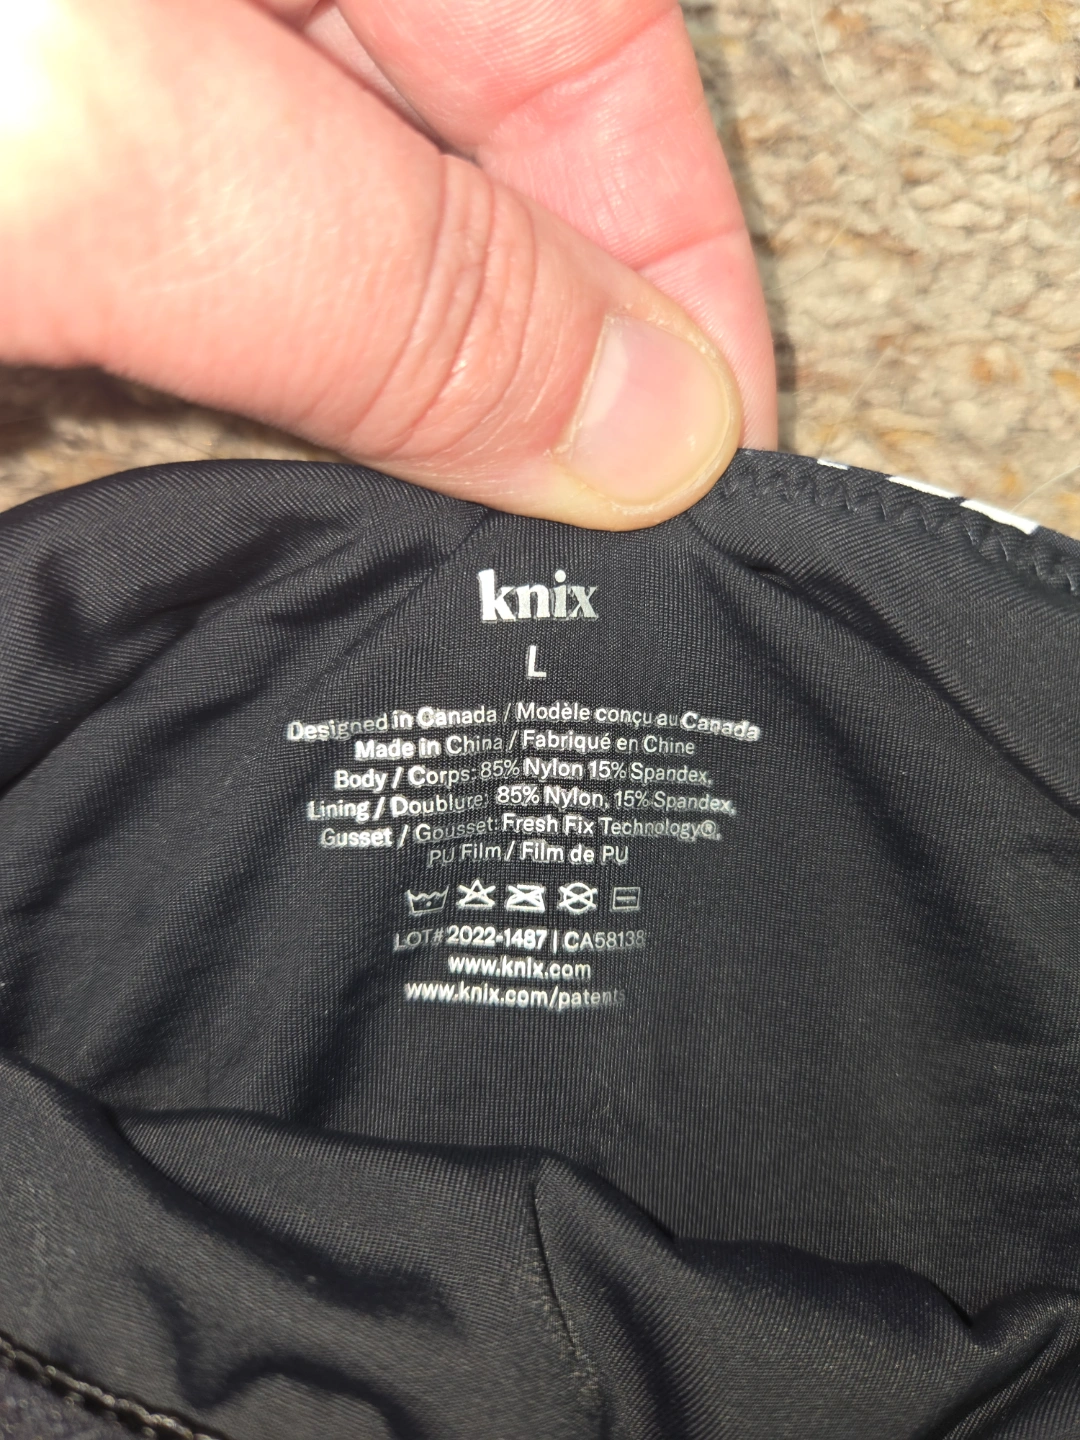 knix
L
Designed in Canada / Modèle conçu au Canada
Made in China / Fabriqué en Chine
Body / Corps: 85% Nylon 15% Spandex,
Lining / Doublure: 85% Nylon, 15% Spandex,
Gusset / Gousset: Fresh Fix Technology®,
PU Film / Film de PU
LOT# 2022-1487 | CA58138
www.knix.com
www.knix.com/patents